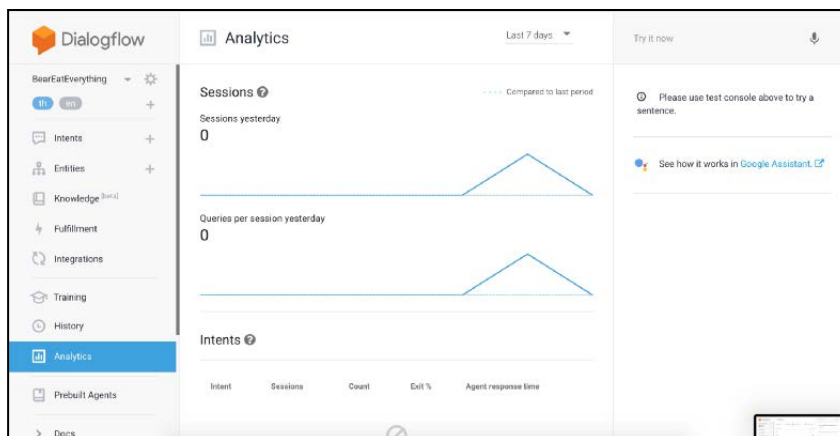 Dialogflow
BearEatEverything
th en
Intents
Entities
Knowledge [beta]
Fulfillment
Integrations
Training
History
Analytics
Prebuilt Agents
Docs
Analytics
Last 7 days
Sessions
Compared to last period
Sessions yesterday
0
Queries per session yesterday
0
Intents
Intent Sessions Count Exit % Agent response time
Try it now
Please use test console above to try a
sentence.
See how it works in Google Assistant.